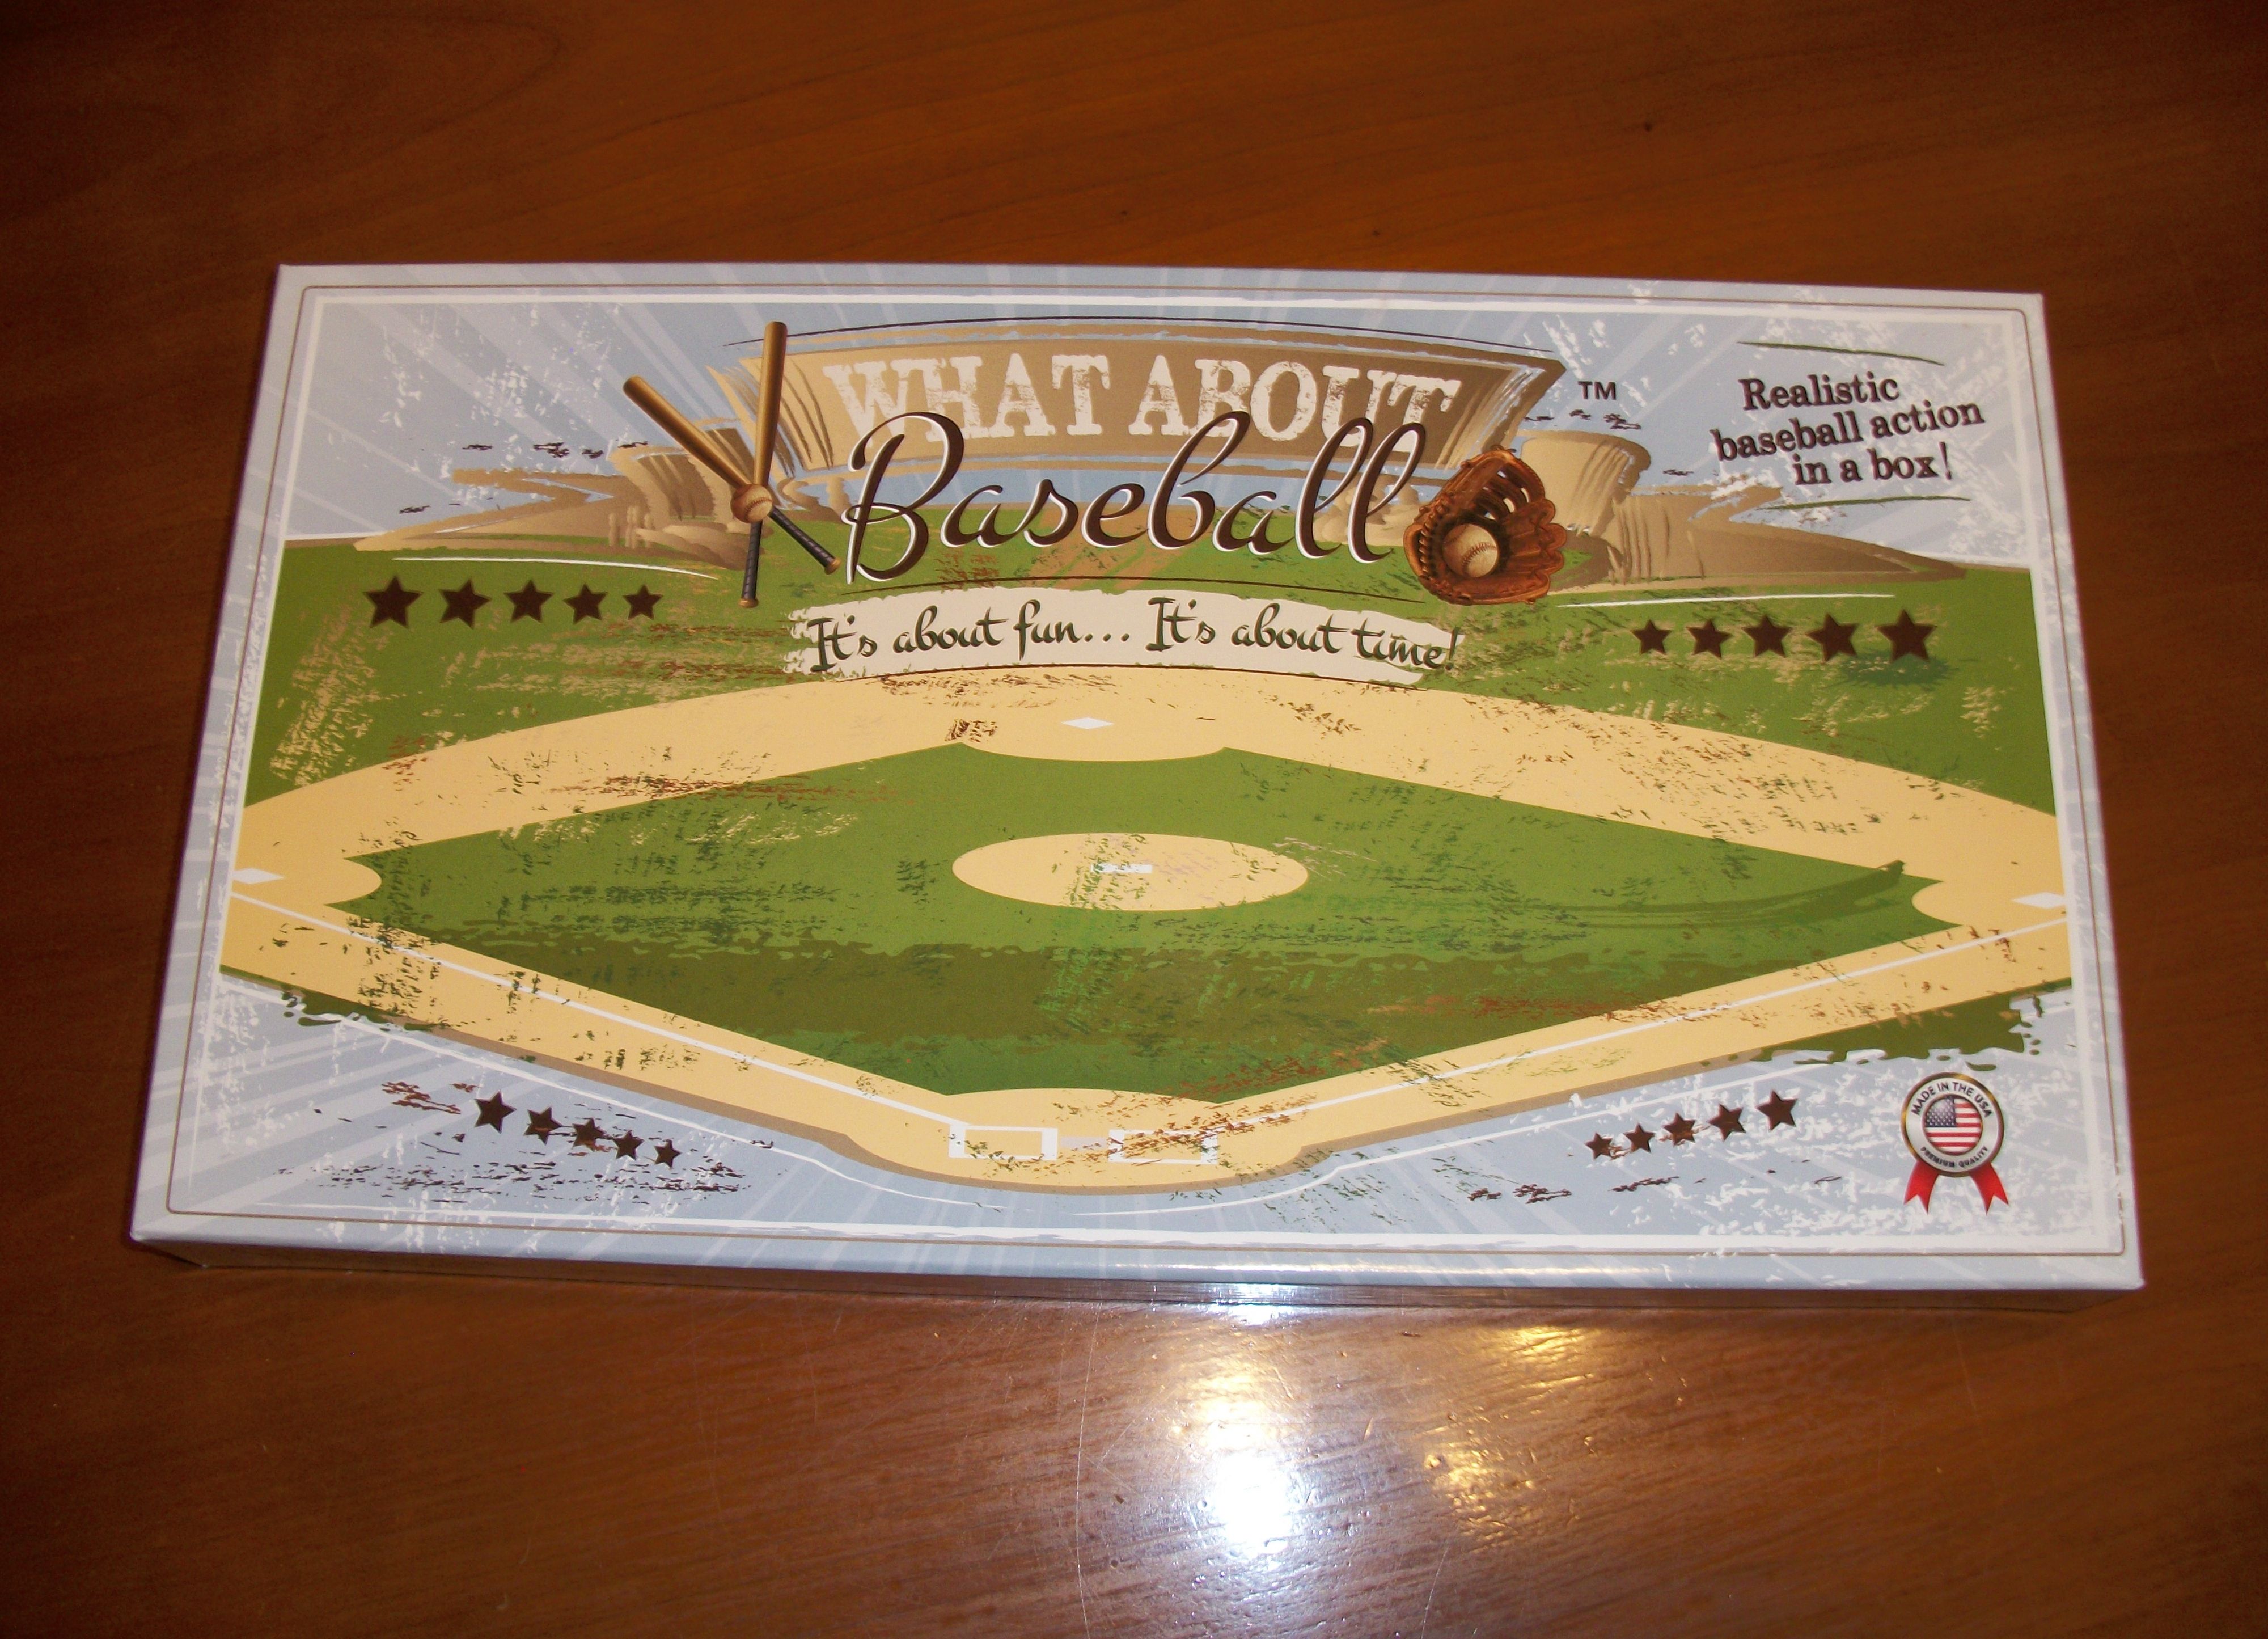 WHAT ABOUT
Baseball
TM
It's about fun... It's about time!
Realistic
baseball action
in a box!
MADE IN THE USA
PREMIUM QUALITY